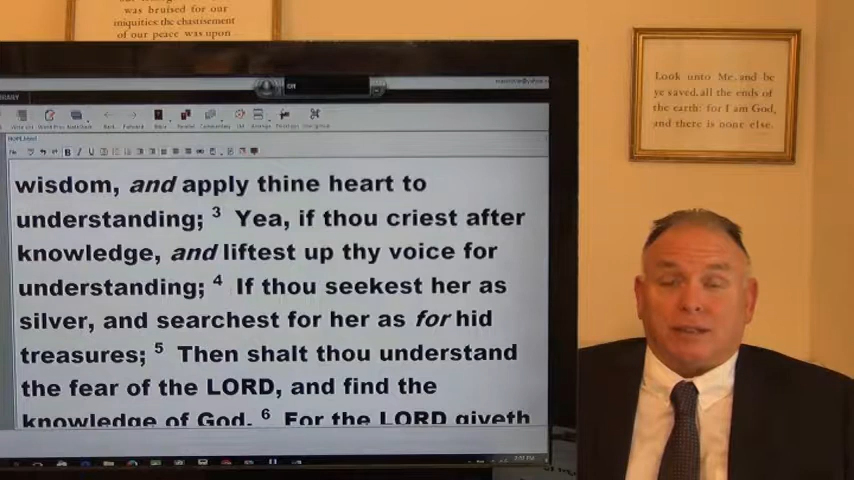 was bruised for our
iniquities the chastisement
of our peace was upon
Look unto Me, and be
ye saved, all the ends of
the earth: for I am God,
and there is none else.
wisdom, and apply thine heart to
understanding; 3 Yea, if thou criest after
knowledge, and liftest up thy voice for
understanding; 4 If thou seekest her as
silver, and searchest for her as for hid
treasures; 5 Then shalt thou understand
the fear of the LORD, and find the
knowledge of God. 6 For the LORD giveth